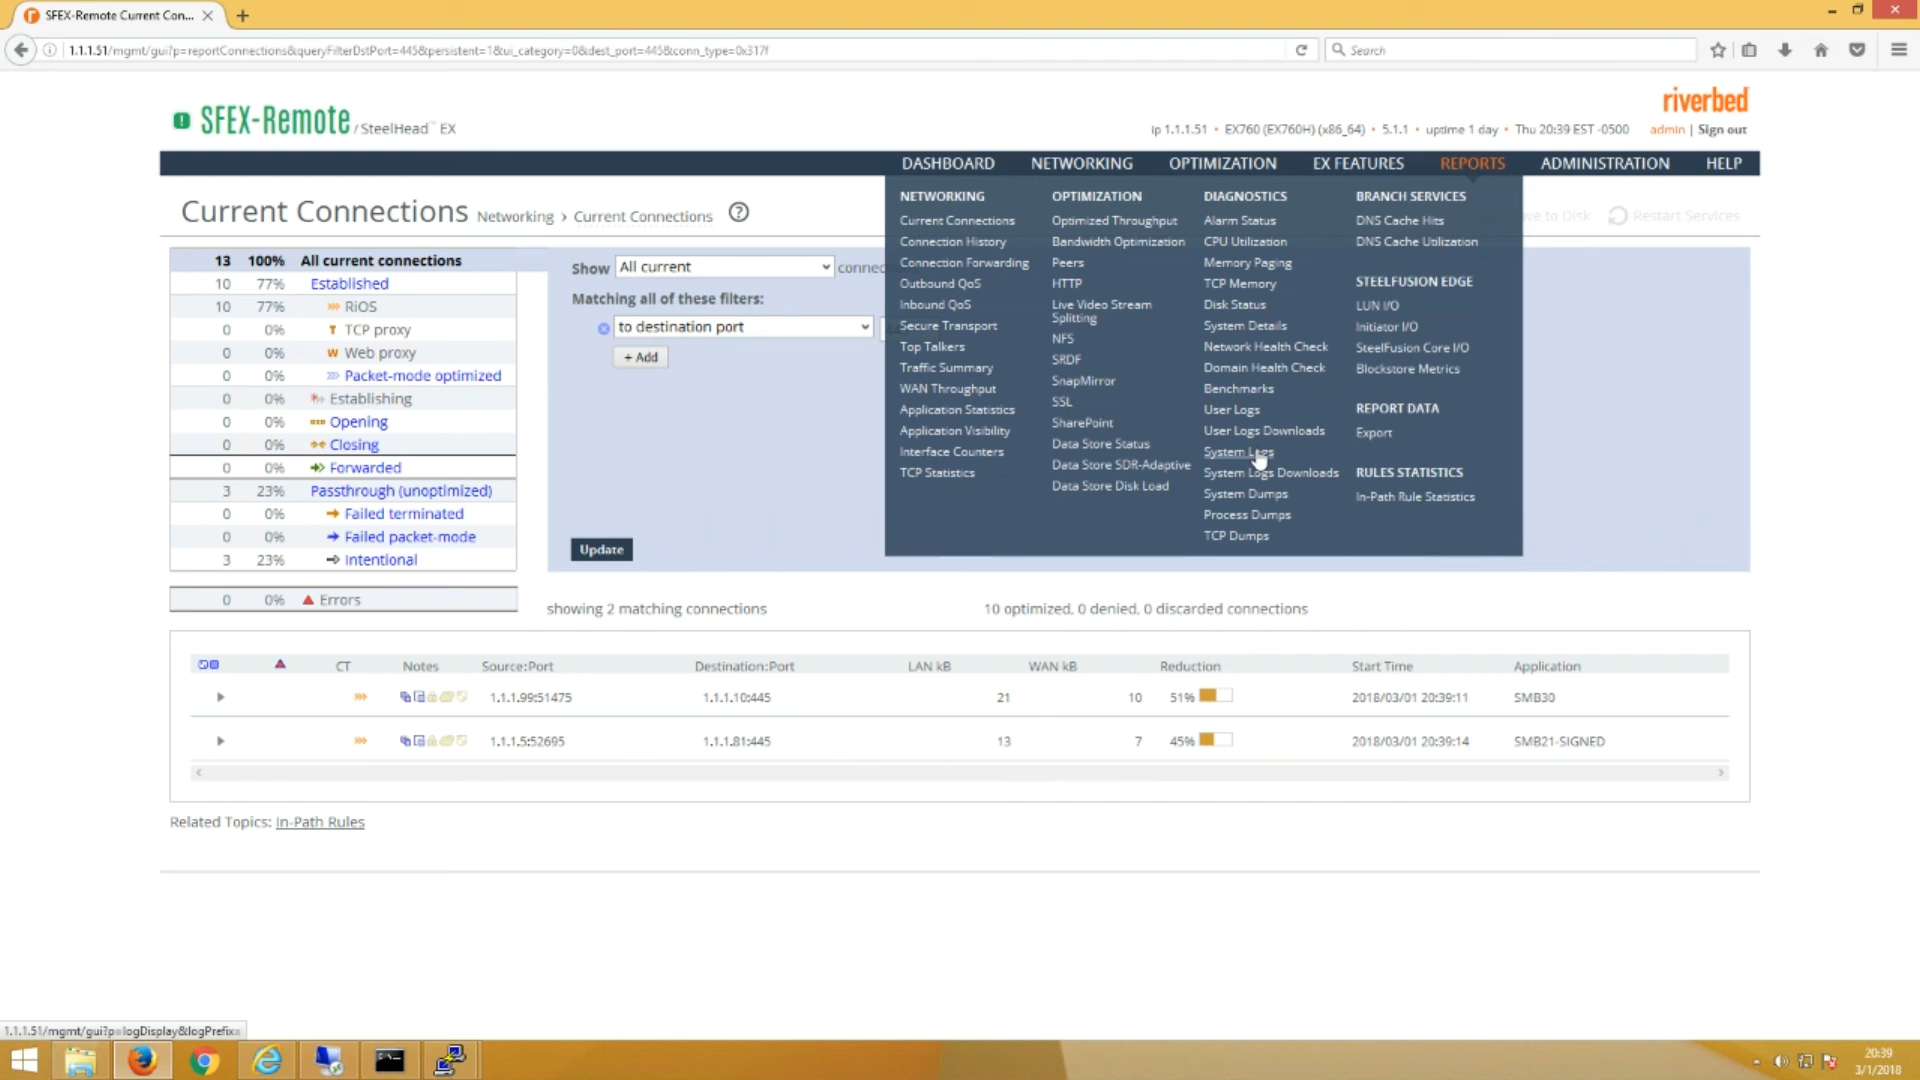 SFEX-Remote Current Con...
1.1.1.51/mgmt/gui?p=reportConnections&queryFilterDstPort=445&persistent=1&ui_category=0&dest_port=445&conn_type=0x317f
Search
riverbed
SFEX-Remote / SteelHead™ EX
ip 1.1.1.51 • EX760 (EX760H) (x86_64) • 5.1.1 • uptime 1 day • Thu 20:39 EST -0500
admin | Sign out
DASHBOARD NETWORKING OPTIMIZATION EX FEATURES REPORTS ADMINISTRATION HELP
Current Connections Networking › Current Connections
to Disk Restart Services
NETWORKING
Current Connections
Connection History
Connection Forwarding
Outbound QoS
Inbound QoS
Secure Transport
Top Talkers
Traffic Summary
WAN Throughput
Application Statistics
Application Visibility
Interface Counters
TCP Statistics
OPTIMIZATION
Optimized Throughput
Bandwidth Optimization
Peers
HTTP
Live Video Stream
Splitting
NFS
SRDF
SnapMirror
SSL
SharePoint
Data Store Status
Data Store SDR-Adaptive
Data Store Disk Load
DIAGNOSTICS
Alarm Status
CPU Utilization
Memory Paging
TCP Memory
Disk Status
System Details
Network Health Check
Domain Health Check
Benchmarks
User Logs
User Logs Downloads
System Logs
System Logs Downloads
System Dumps
Process Dumps
TCP Dumps
BRANCH SERVICES
DNS Cache Hits
DNS Cache Utilization
STEELFUSION EDGE
LUN I/O
Initiator I/O
SteelFusion Core I/O
Blockstore Metrics
REPORT DATA
Export
RULES STATISTICS
In-Path Rule Statistics
13 100% All current connections
10 77% Established
10 77% RiOS
0 0% TCP proxy
0 0% Web proxy
0 0% Packet-mode optimized
0 0% Establishing
0 0% Opening
0 0% Closing
0 0% Forwarded
3 23% Passthrough (unoptimized)
0 0% Failed terminated
0 0% Failed packet-mode
3 23% Intentional
0 0% Errors
Show All current
Matching all of these filters:
to destination port
+ Add
Update
showing 2 matching connections
10 optimized, 0 denied, 0 discarded connections
CT Notes Source:Port Destination:Port LAN kB WAN kB Reduction Start Time Application
1.1.1.99:51475 1.1.1.10:445 21 10 51% 2018/03/01 20:39:11 SMB30
1.1.1.5:52695 1.1.1.81:445 13 7 45% 2018/03/01 20:39:14 SMB21-SIGNED
Related Topics: In-Path Rules
1.1.1.51/mgmt/gui?p=logDisplay&logPrefix=
20:39
3/1/2018